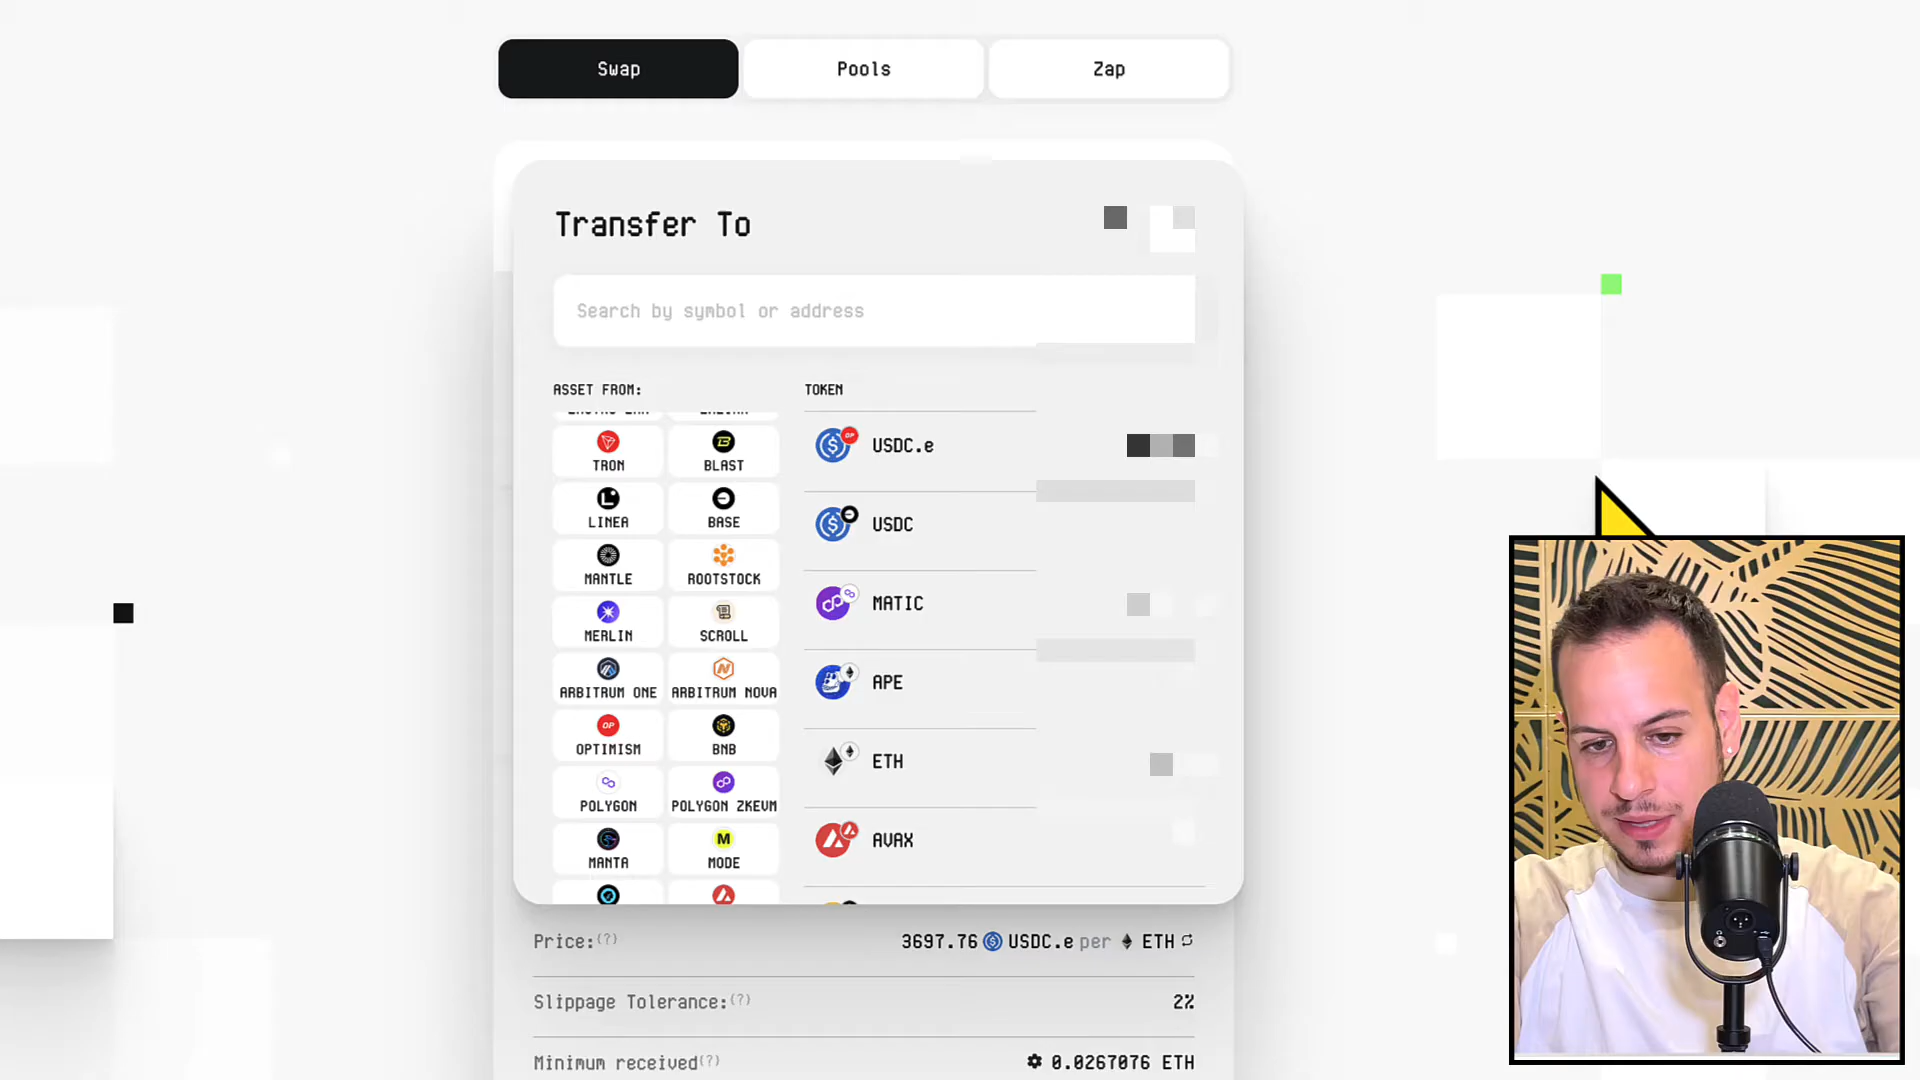 Swap
Pools
Zap
Transfer To
Search by symbol or address
ASSET FROM:
TOKEN
TRON
BLAST
LINEA
BASE
MANTLE
ROOTSTOCK
MERLIN
SCROLL
ARBITRUM ONE
ARBITRUM NOVA
OP
OPTIMISM
BNB
POLYGON
POLYGON ZKEVM
MANTA
M
MODE
OP
USDC.e
USDC
MATIC
APE
ETH
AVAX
Price:(?)
3697.76 USDC.e per ETH
Slippage Tolerance:(?)
2%
Minimum received(?)
0.0267076 ETH